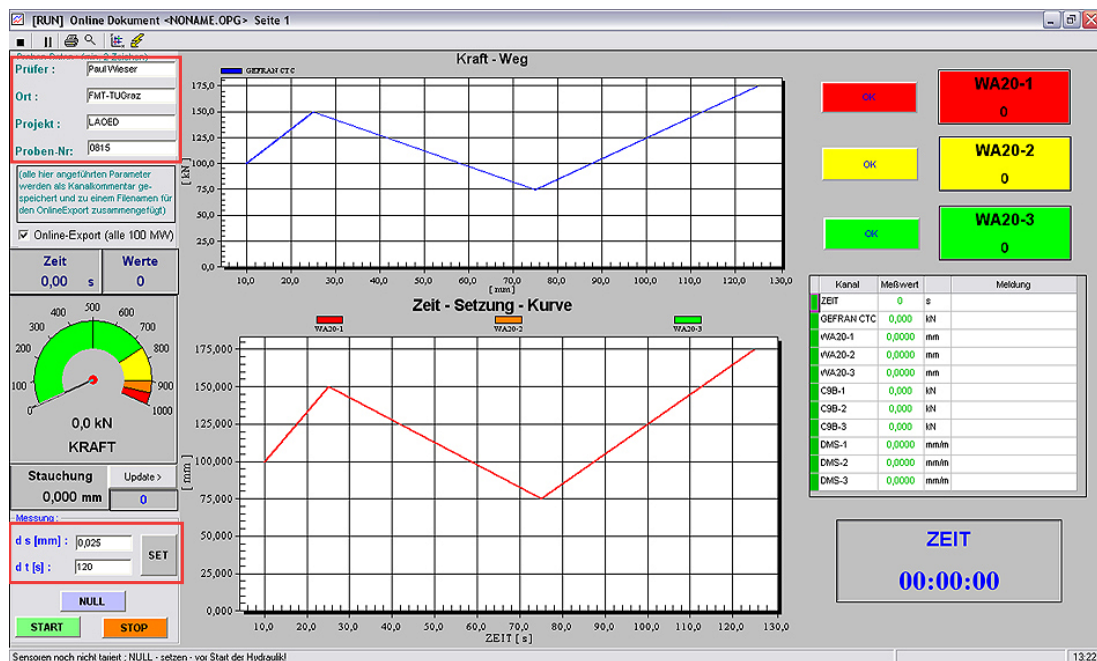 [RUN] Online Dokument <NONAME.OPG> Seite 1
Prüfer : Paul Wieser
Ort : FMT-TUGraz
Projekt : LAOED
Proben-Nr: 0815
(alle hier angeführten Parameter
werden als Kanalkommentar ge-
speichert und zu einem Filenamen für
den OnlineExport zusammengefügt)
Online-Export (alle 100 MW)
Zeit Werte
0,00 s 0
0 100 200 300 400 500 600 700 800 900 1000
0,0 kN
KRAFT
Stauchung Update >
0,000 mm 0
Messung :
d s [mm] : 0,025
d t [s] : 120
SET
NULL
START STOP
Kraft - Weg
GEFRAN CTC
175,0
150,0
125,0
100,0
75,0
50,0
25,0
0,0
[kN]
10,0 20,0 30,0 40,0 50,0 60,0 70,0 80,0 90,0 100,0 110,0 120,0 130,0
[mm]
Zeit - Setzung - Kurve
WA20-1 WA20-2 WA20-3
175,000
150,000
125,000
100,000
75,000
50,000
25,000
0,000
[mm]
10,0 20,0 30,0 40,0 50,0 60,0 70,0 80,0 90,0 100,0 110,0 120,0 130,0
ZEIT [s]
OK WA20-1
0
OK WA20-2
0
OK WA20-3
0
Kanal Meßwert Meldung
ZEIT 0 s
GEFRAN CTC 0,000 kN
WA20-1 0,0000 mm
WA20-2 0,0000 mm
WA20-3 0,0000 mm
C9B-1 0,000 kN
C9B-2 0,000 kN
C9B-3 0,000 kN
DMS-1 0,0000 mm/m
DMS-2 0,0000 mm/m
DMS-3 0,0000 mm/m
ZEIT
00:00:00
Sensoren noch nicht tariert : NULL - setzen - vor Start der Hydraulik!
13:22